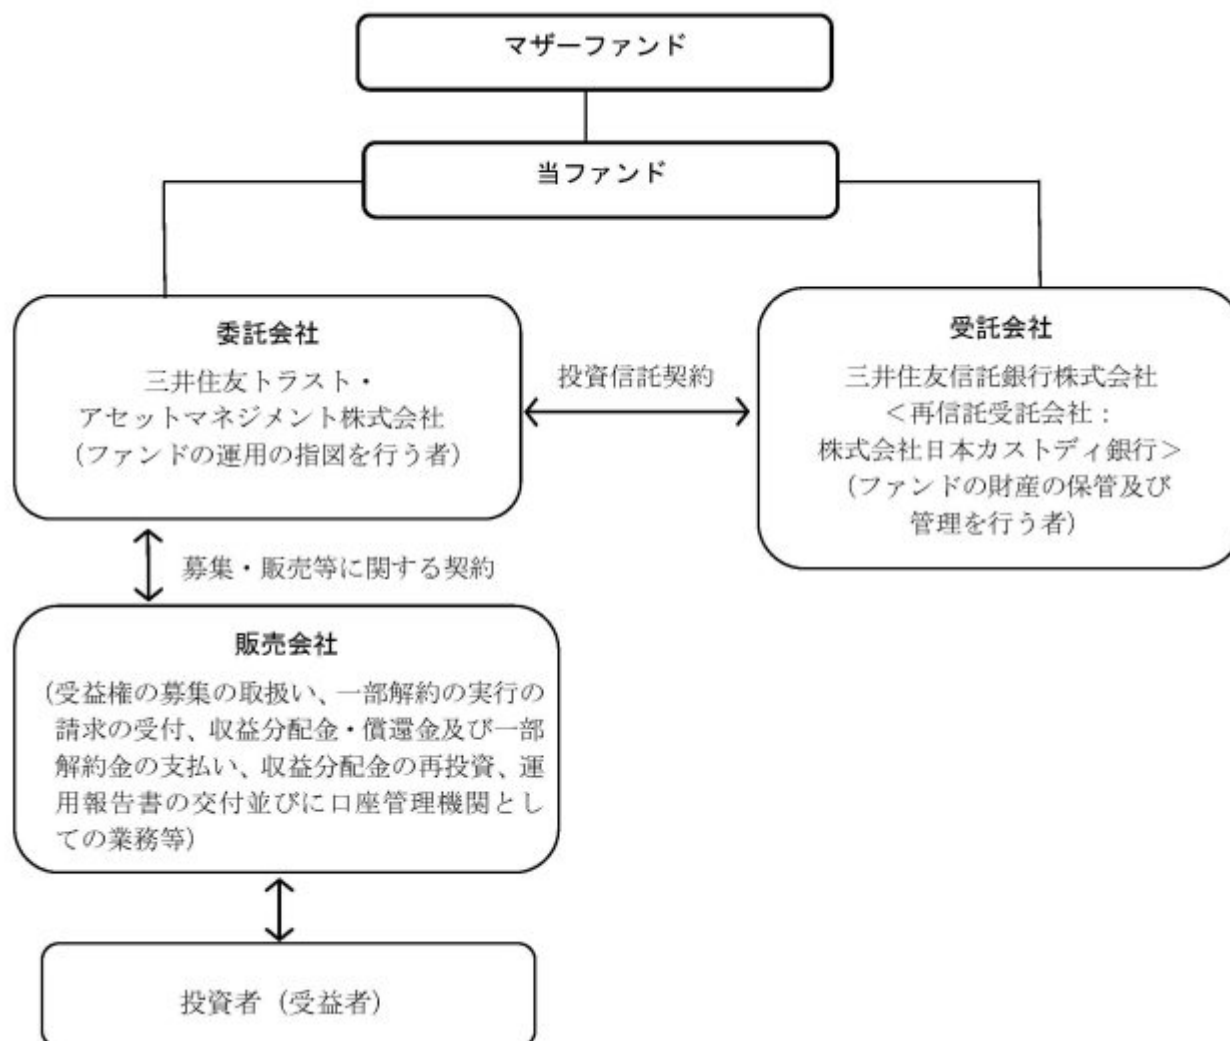 マザーファンド
当ファンド
委託会社
三井住友トラスト・
アセットマネジメント株式会社
（ファンドの運用の指図を行う者）
投資信託契約
受託会社
三井住友信託銀行株式会社
＜再信託受託会社：
株式会社日本カストディ銀行＞
（ファンドの財産の保管及び
管理を行う者）
募集・販売等に関する契約
販売会社
（受益権の募集の取扱い、一部解約の実行の
請求の受付、収益分配金・償還金及び一部
解約金の支払い、収益分配金の再投資、運
用報告書の交付並びに口座管理機関とし
ての業務等）
投資者（受益者）